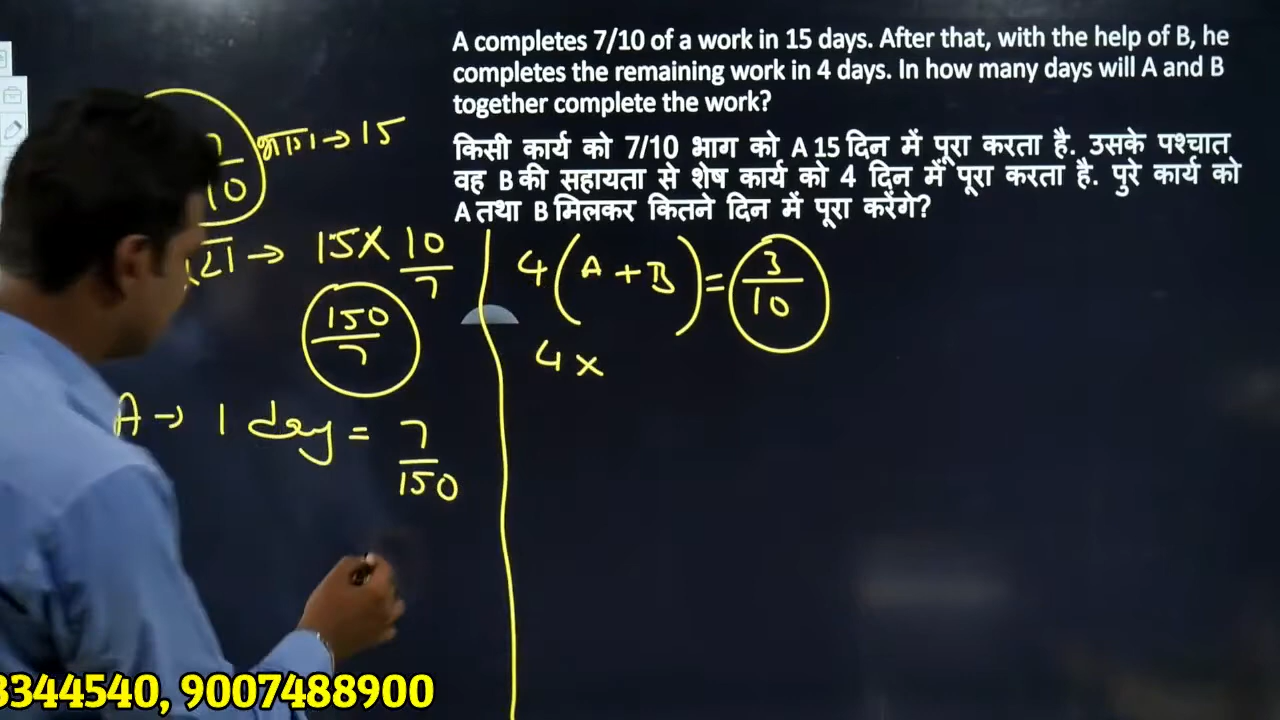 A completes 7/10 of a work in 15 days. After that, with the help of B, he
completes the remaining work in 4 days. In how many days will A and B
together complete the work?
किसी कार्य को 7/10 भाग को A 15 दिन में पूरा करता है. उसके पश्चात
वह B की सहायता से शेष कार्य को 4 दिन में पूरा करता है. पुरे कार्य को
A तथा B मिलकर कितने दिन में पूरा करेंगे?
10 भाग → 15
→ 15 × 10/7
150/7
A → 1 day = 7/150
4(A + B) = 3/10
4 ×
3344540, 9007488900